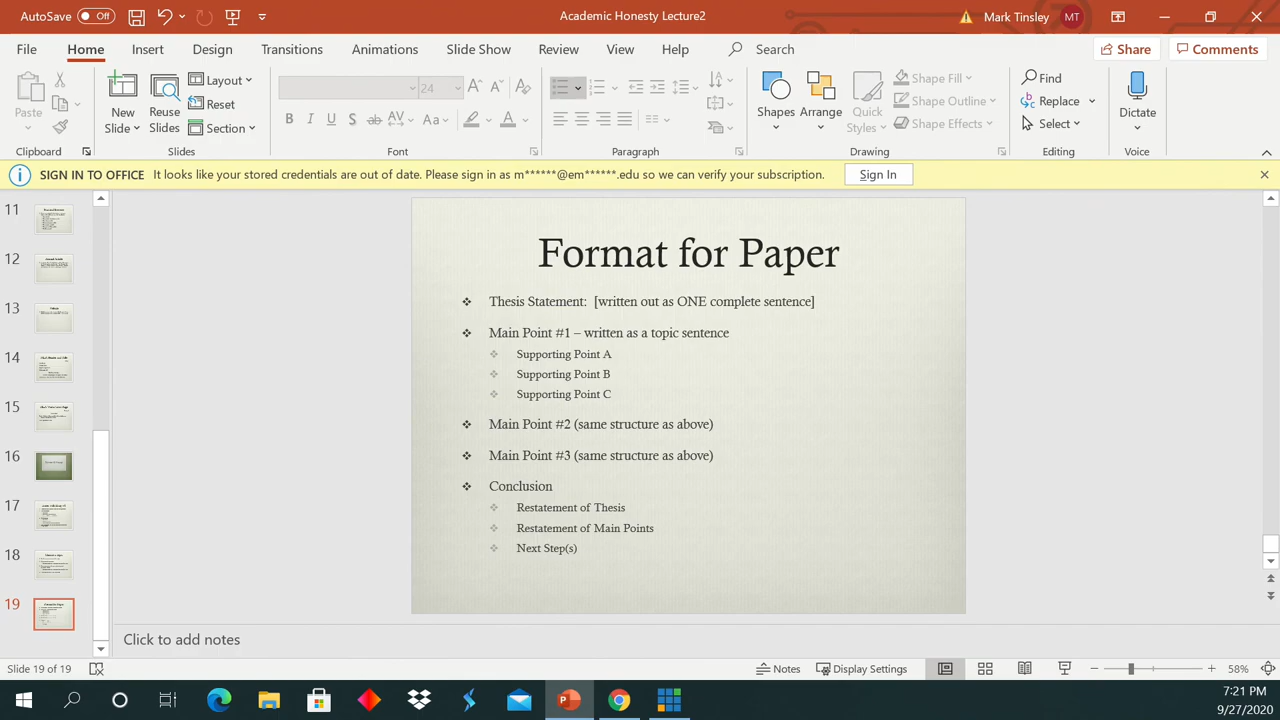 AutoSave Off
Academic Honesty Lecture2
Mark Tinsley MT
File Home Insert Design Transitions Animations Slide Show Review View Help Search Share Comments
Paste
New Slide
Reuse Slides
Layout
Reset
Section
24
B
AV
Aa
A
Shapes
Arrange
Quick Styles
Shape Fill
Shape Outline
Shape Effects
Find
Replace
Select
Dictate
Clipboard Slides Font Paragraph Drawing Editing Voice
SIGN IN TO OFFICE It looks like your stored credentials are out of date. Please sign in as m******@em******.edu so we can verify your subscription. Sign In
11
12
13
14
15
16
17
18
19
Format for Paper
Thesis Statement: [written out as ONE complete sentence]
Main Point #1 – written as a topic sentence
Supporting Point A
Supporting Point B
Supporting Point C
Main Point #2 (same structure as above)
Main Point #3 (same structure as above)
Conclusion
Restatement of Thesis
Restatement of Main Points
Next Step(s)
Click to add notes
Slide 19 of 19
Notes Display Settings 58%
7:21 PM
9/27/2020